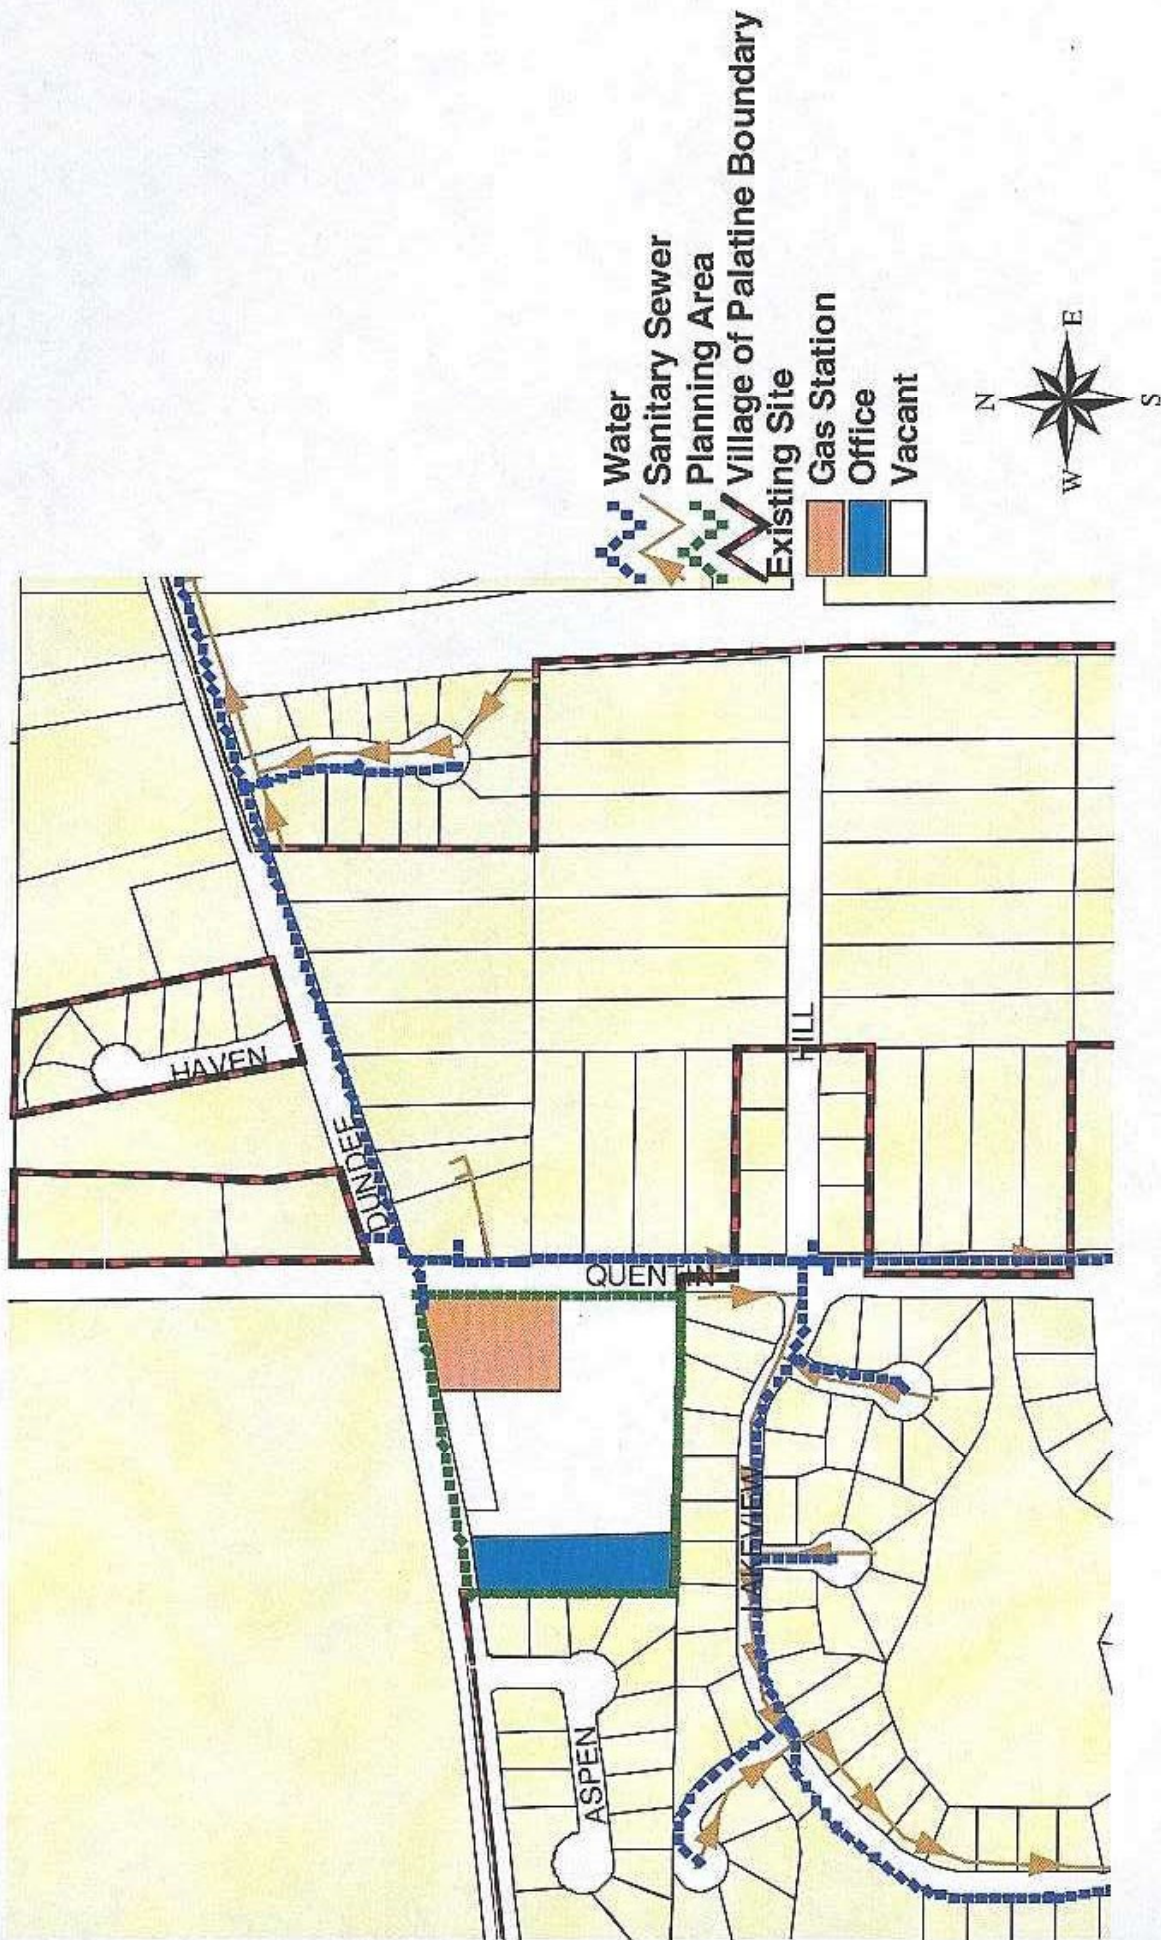 HAVEN
DUNDEE
QUENTIN
HILL
LAKEVIEW
ASPEN
Water
Sanitary Sewer
Planning Area
Village of Palatine Boundary
Existing Site
Gas Station
Office
Vacant
N
W
E
S